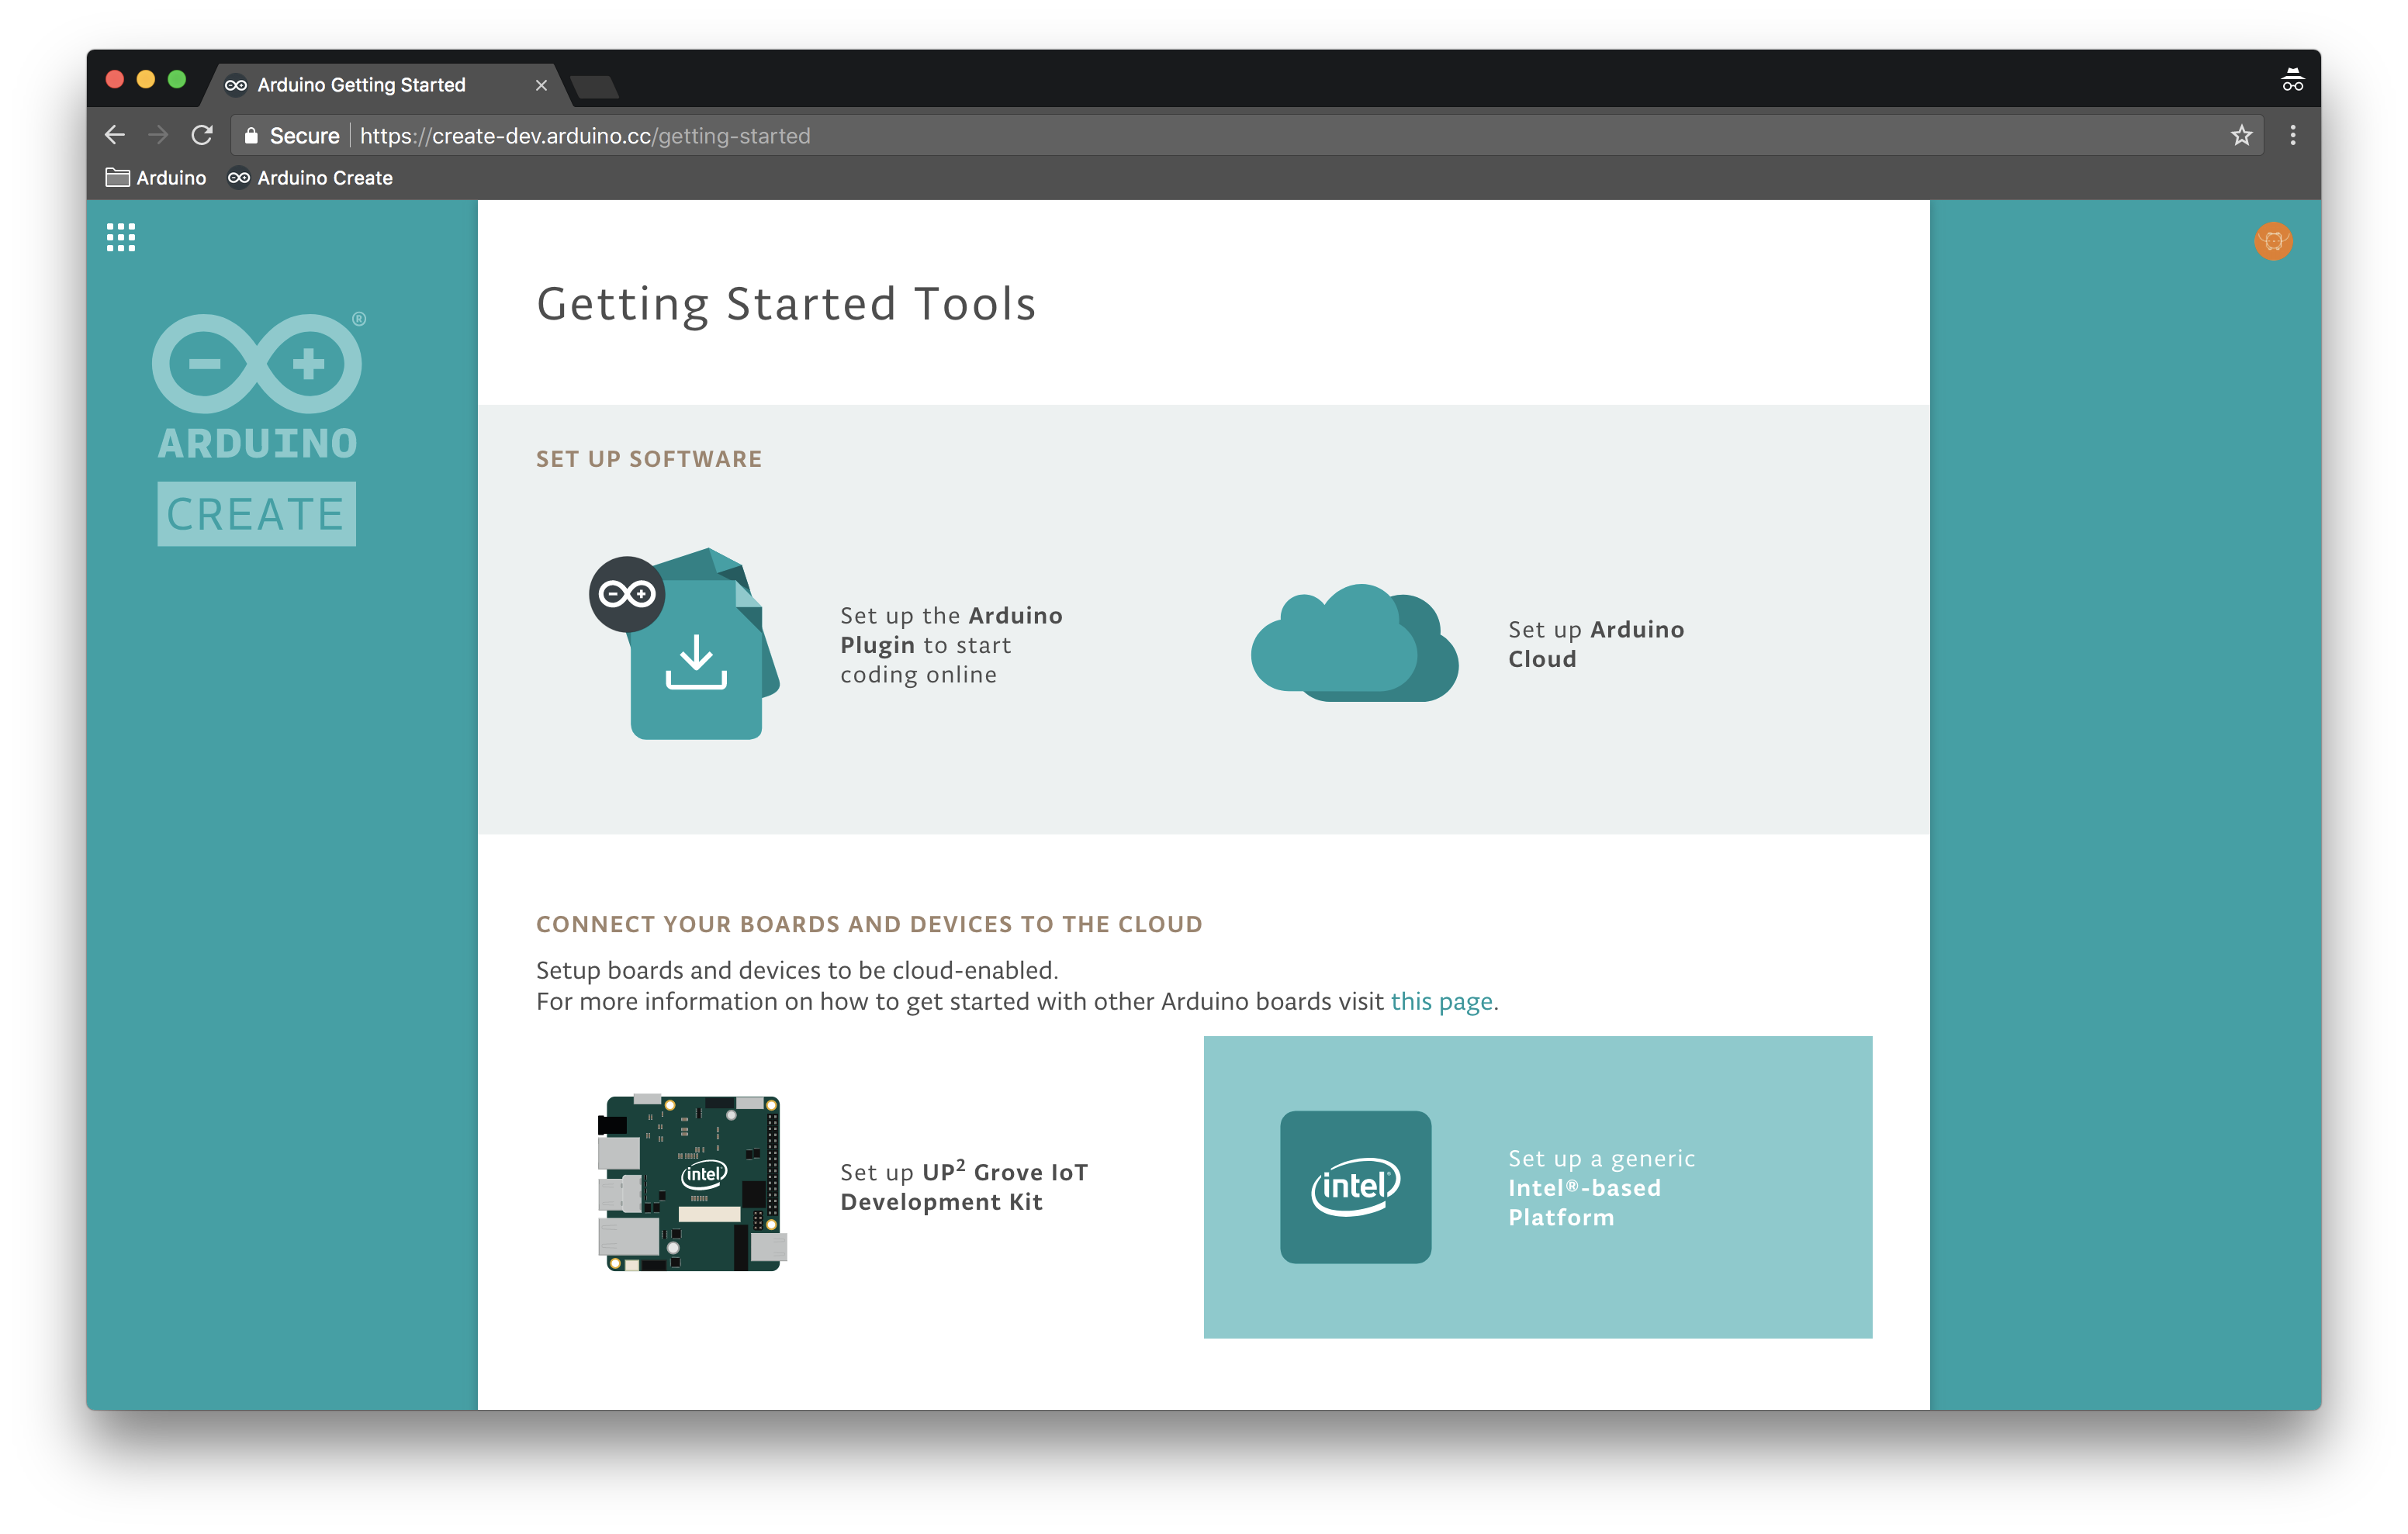 Arduino Getting Started
Secure
https://create-dev.arduino.cc/getting-started
Arduino
Arduino Create
®
ARDUINO
CREATE
Getting Started Tools
SET UP SOFTWARE
Set up the Arduino
Plugin to start
coding online
Set up Arduino
Cloud
CONNECT YOUR BOARDS AND DEVICES TO THE CLOUD
Setup boards and devices to be cloud-enabled.
For more information on how to get started with other Arduino boards visit this page.
intel
Set up UP² Grove IoT
Development Kit
intel®
Set up a generic
Intel®-based
Platform